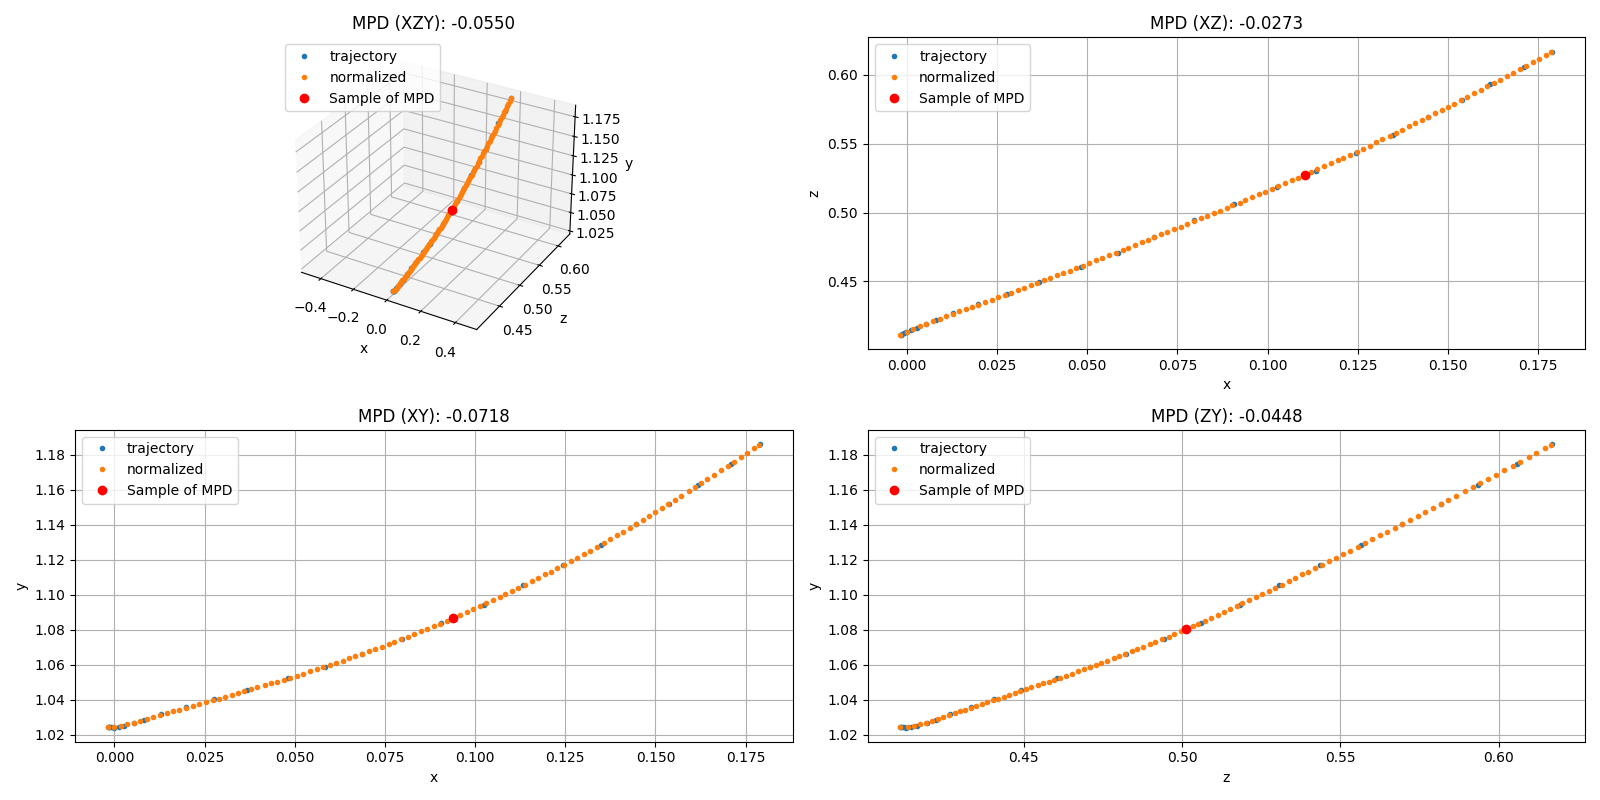 MPD (XZY): -0.0550
trajectory
normalized
Sample of MPD
1.175
1.150
1.125
1.100
1.075
1.050
1.025
y
0.60
0.55
0.50
0.45
z
−0.4
−0.2
0.0
0.2
0.4
x
MPD (XZ): -0.0273
trajectory
normalized
Sample of MPD
0.60
0.55
0.50
0.45
z
0.000 0.025 0.050 0.075 0.100 0.125 0.150 0.175
x
MPD (XY): -0.0718
trajectory
normalized
Sample of MPD
1.18
1.16
1.14
1.12
1.10
1.08
1.06
1.04
1.02
y
0.000 0.025 0.050 0.075 0.100 0.125 0.150 0.175
x
MPD (ZY): -0.0448
trajectory
normalized
Sample of MPD
1.18
1.16
1.14
1.12
1.10
1.08
1.06
1.04
1.02
y
0.45 0.50 0.55 0.60
z